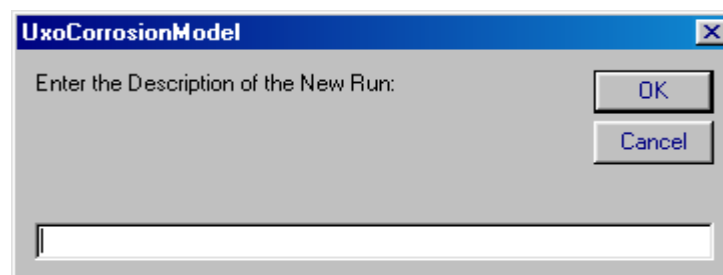 UxoCorrosionModel
Enter the Description of the New Run:
OK
Cancel